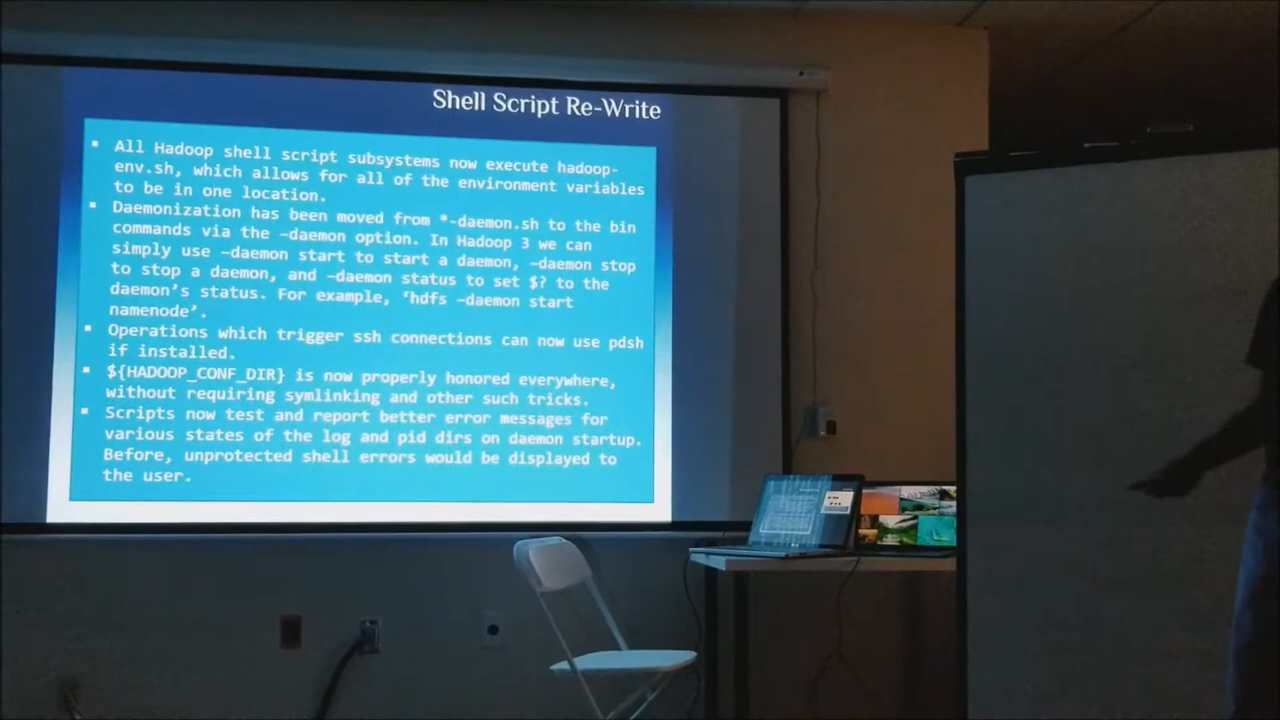 Shell Script Re-Write
▪ All Hadoop shell script subsystems now execute hadoop-
env.sh, which allows for all of the environment variables
to be in one location.
▪ Daemonization has been moved from *-daemon.sh to the bin
commands via the –daemon option. In Hadoop 3 we can
simply use –daemon start to start a daemon, –daemon stop
to stop a daemon, and –daemon status to set $? to the
daemon’s status. For example, ‘hdfs –daemon start
namenode’.
▪ Operations which trigger ssh connections can now use pdsh
if installed.
▪ ${HADOOP_CONF_DIR} is now properly honored everywhere,
without requiring symlinking and other such tricks.
▪ Scripts now test and report better error messages for
various states of the log and pid dirs on daemon startup.
Before, unprotected shell errors would be displayed to
the user.